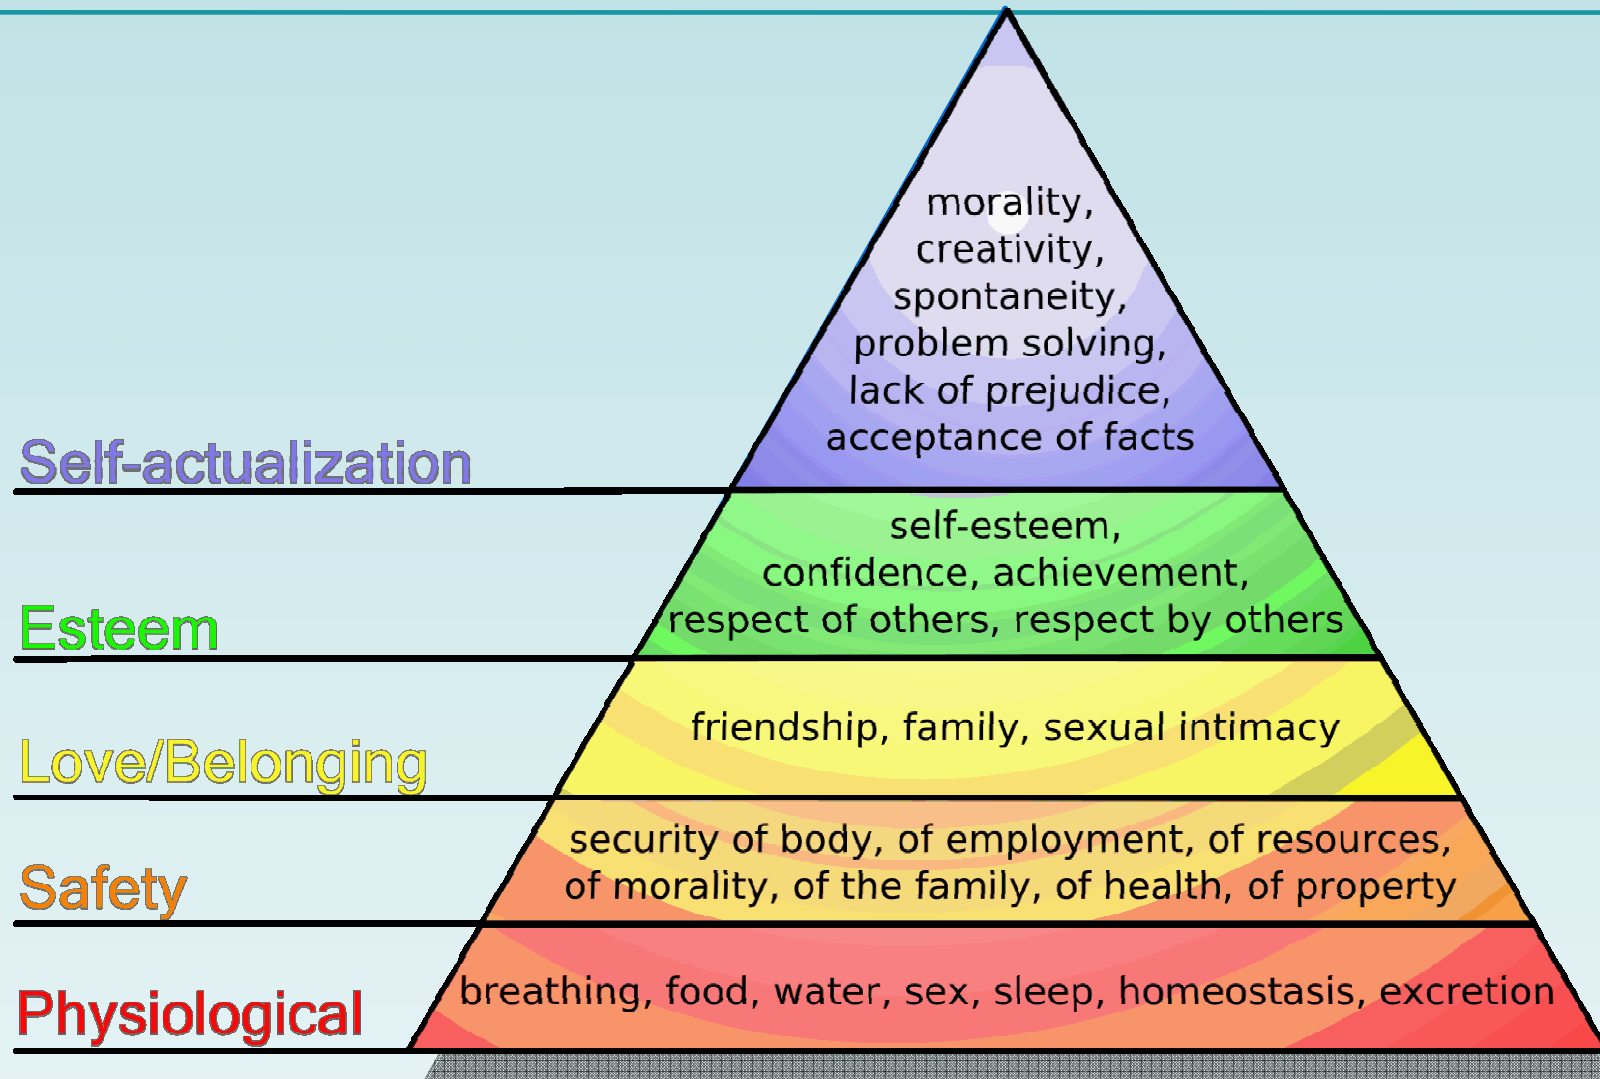 morality,
creativity,
spontaneity,
problem solving,
lack of prejudice,
acceptance of facts
Self-actualization
self-esteem,
confidence, achievement,
respect of others, respect by others
Esteem
friendship, family, sexual intimacy
Love/Belonging
security of body, of employment, of resources,
of morality, of the family, of health, of property
Safety
breathing, food, water, sex, sleep, homeostasis, excretion
Physiological